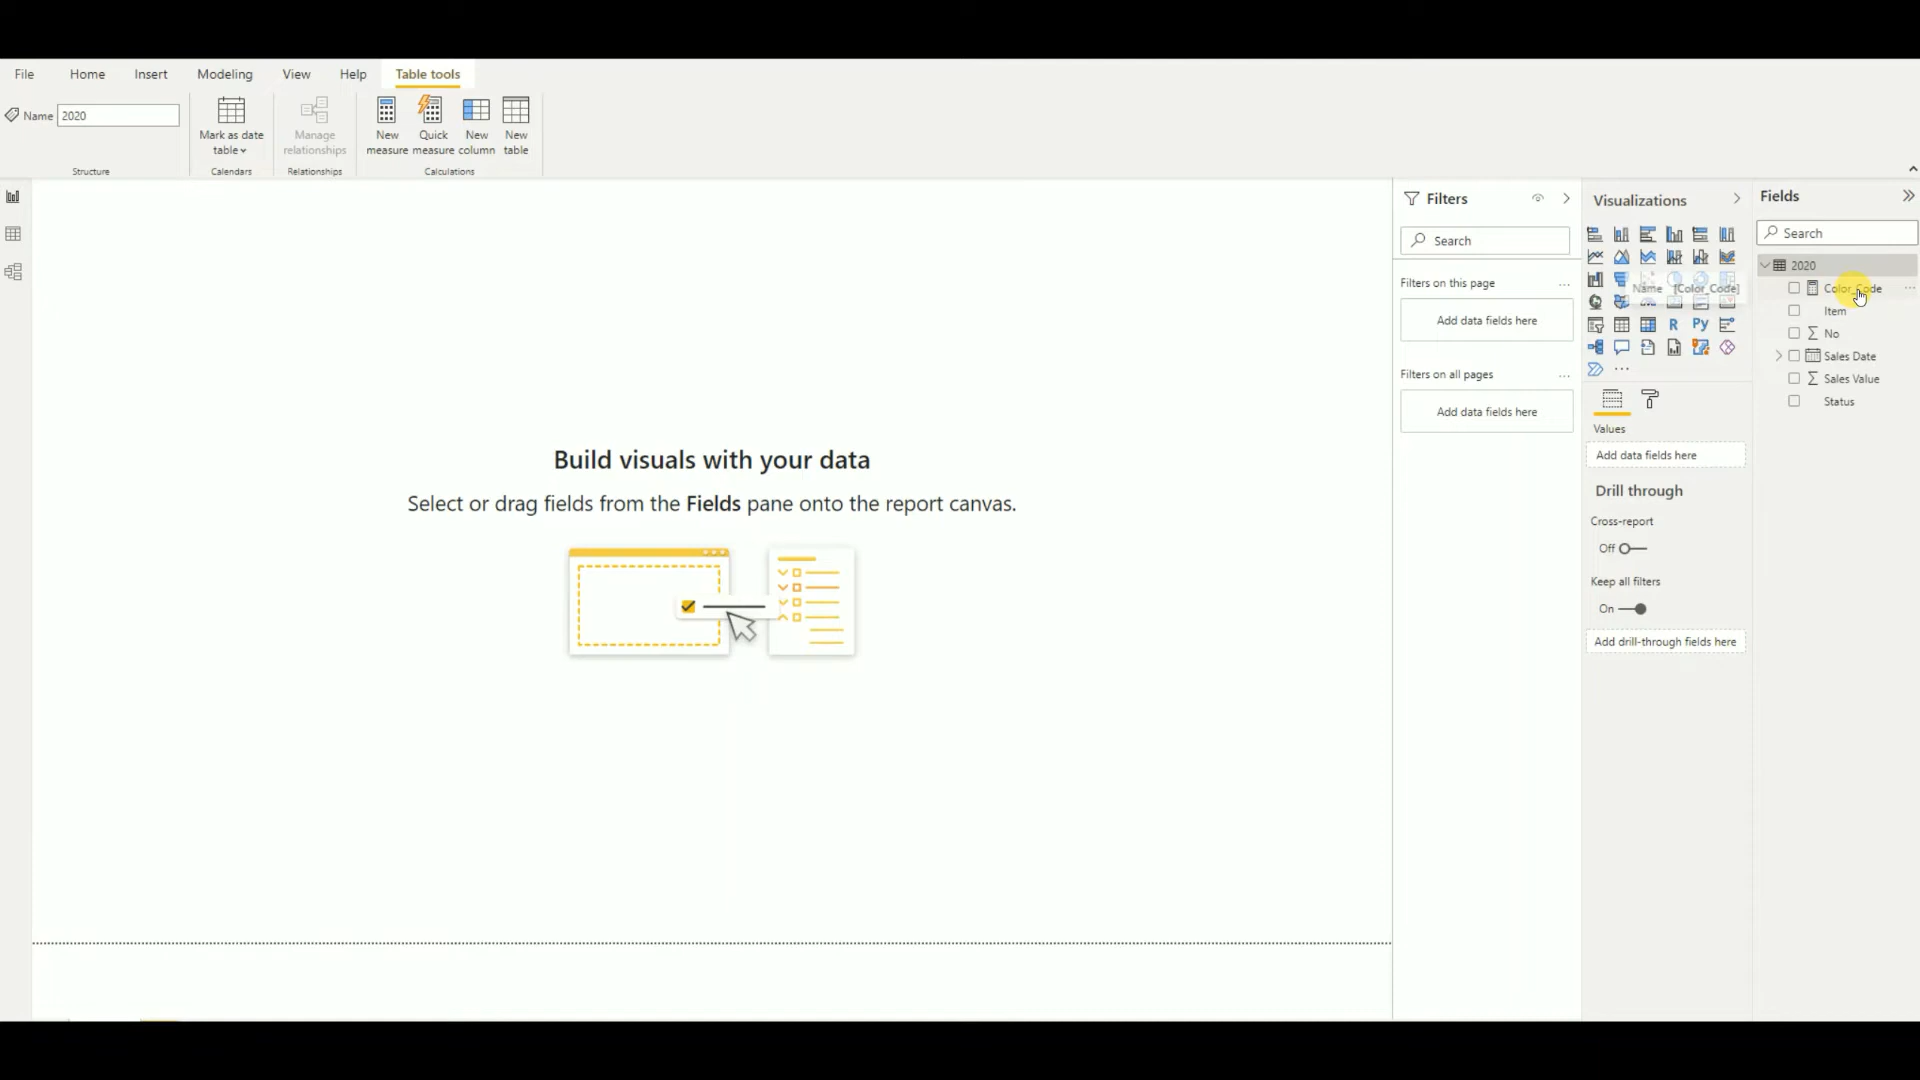 File Home Insert Modeling View Help Table tools
Name 2020
Mark as date table
Manage relationships
New measure
Quick measure
New column
New table
Structure Calendars Relationships Calculations
Build visuals with your data
Select or drag fields from the Fields pane onto the report canvas.
Filters
Search
Filters on this page ...
Add data fields here
Filters on all pages ...
Add data fields here
Visualizations
Name [Color_Code]
R Py
...
Values
Add data fields here
Drill through
Cross-report
Off
Keep all filters
On
Add drill-through fields here
Fields
Search
2020
Color_Code ...
Item
∑ No
Sales Date
∑ Sales Value
Status